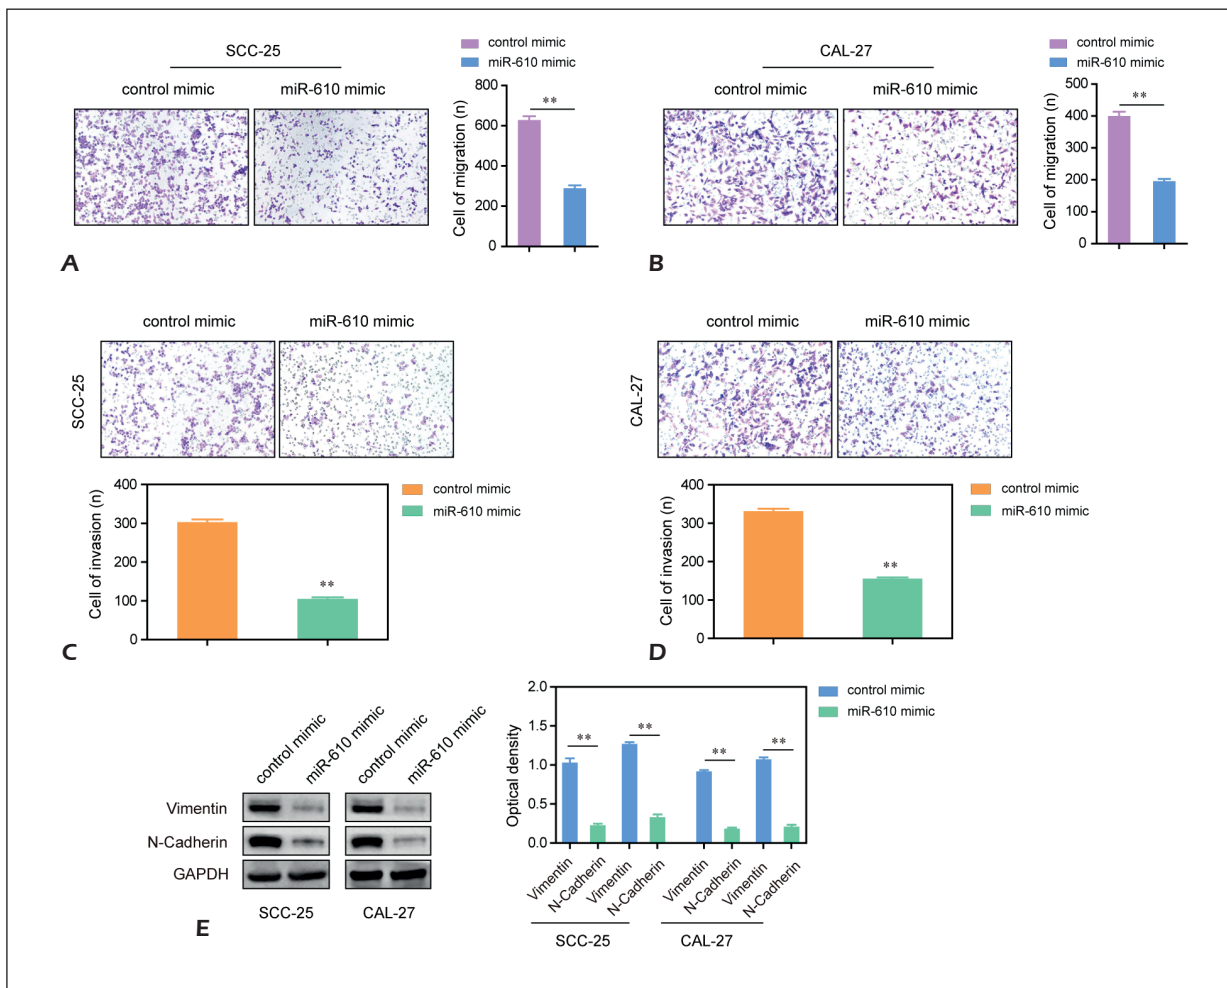 SCC-25
control mimic
miR-610 mimic
control mimic
miR-610 mimic
Cell of migration (n)
800
600
400
200
0
**
A
CAL-27
control mimic
miR-610 mimic
control mimic
miR-610 mimic
Cell of migration (n)
500
400
300
200
100
0
**
B
control mimic
miR-610 mimic
SCC-25
Cell of invasion (n)
400
300
200
100
0
**
control mimic
miR-610 mimic
C
control mimic
miR-610 mimic
CAL-27
Cell of invasion (n)
400
300
200
100
0
**
control mimic
miR-610 mimic
D
control mimic
miR-610 mimic
control mimic
miR-610 mimic
Vimentin
N-Cadherin
GAPDH
SCC-25
CAL-27
E
Optical density
2.0
1.5
1.0
0.5
0.0
**
**
**
**
control mimic
miR-610 mimic
Vimentin
N-Cadherin
Vimentin
N-Cadherin
Vimentin
N-Cadherin
Vimentin
N-Cadherin
SCC-25
CAL-27